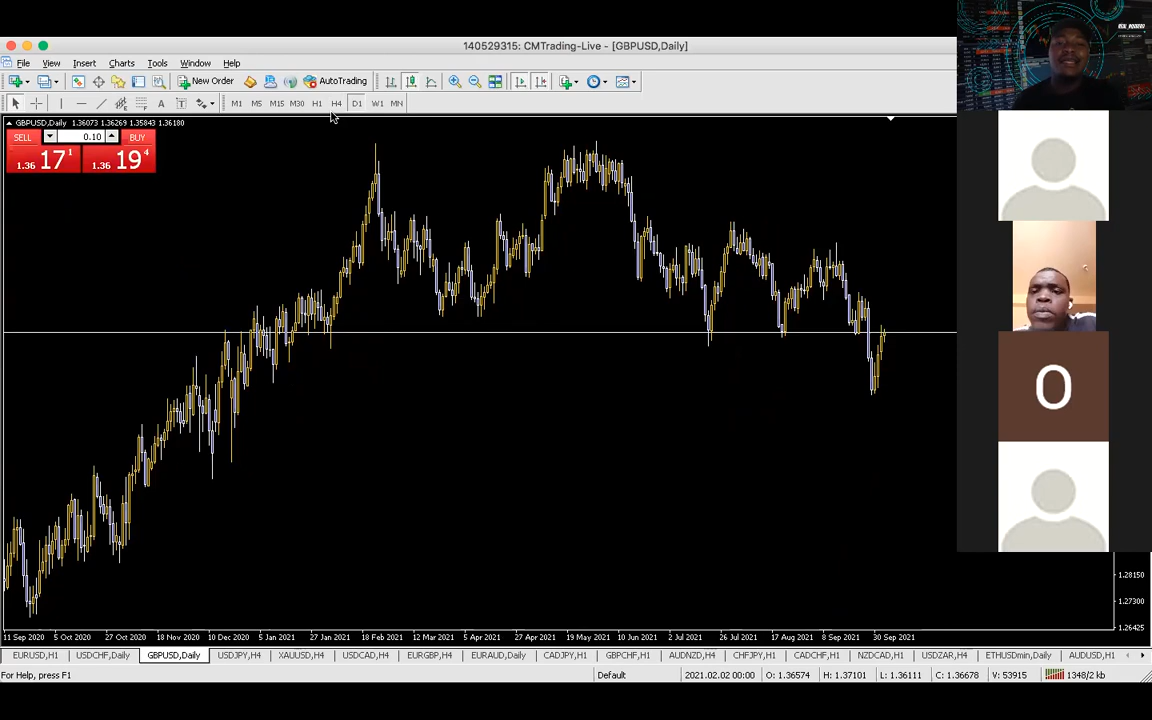 140529315: CMTrading-Live - [GBPUSD,Daily]
File View Insert Charts Tools Window Help
New Order AutoTrading
A T M1 M5 M15 M30 H1 H4 D1 W1 MN
GBPUSD,Daily 1.36073 1.36269 1.35843 1.36180
SELL 0.10 BUY
1.36 17 1 1.36 19 4
O
1.28150
1.27300
1.26425
11 Sep 2020 5 Oct 2020 27 Oct 2020 18 Nov 2020 10 Dec 2020 5 Jan 2021 27 Jan 2021 18 Feb 2021 12 Mar 2021 5 Apr 2021 27 Apr 2021 19 May 2021 10 Jun 2021 2 Jul 2021 26 Jul 2021 17 Aug 2021 8 Sep 2021 30 Sep 2021
EURUSD,H1 USDCHF,Daily GBPUSD,Daily USDJPY,H4 XAUUSD,H1 USDCAD,H4 EURGBP,H4 EURAUD,Daily CADJPY,H1 GBPCHF,H1 AUDNZD,H4 CHFJPY,H1 CADCHF,H1 NZDCAD,H1 USDZAR,H4 ETHUSDmin,Daily AUDUSD,H1
For Help, press F1 Default 2021.02.02 00:00 O: 1.36574 H: 1.37101 L: 1.36111 C: 1.36678 V: 53915 1348/2 kb